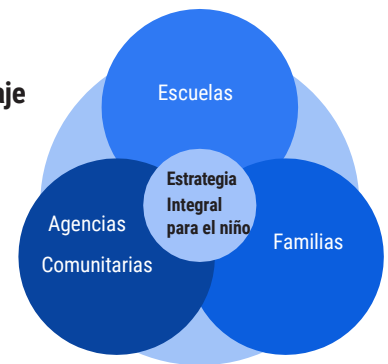 Escuelas
Estrategia
Integral
para el niño
Agencias
Comunitarias
Familias